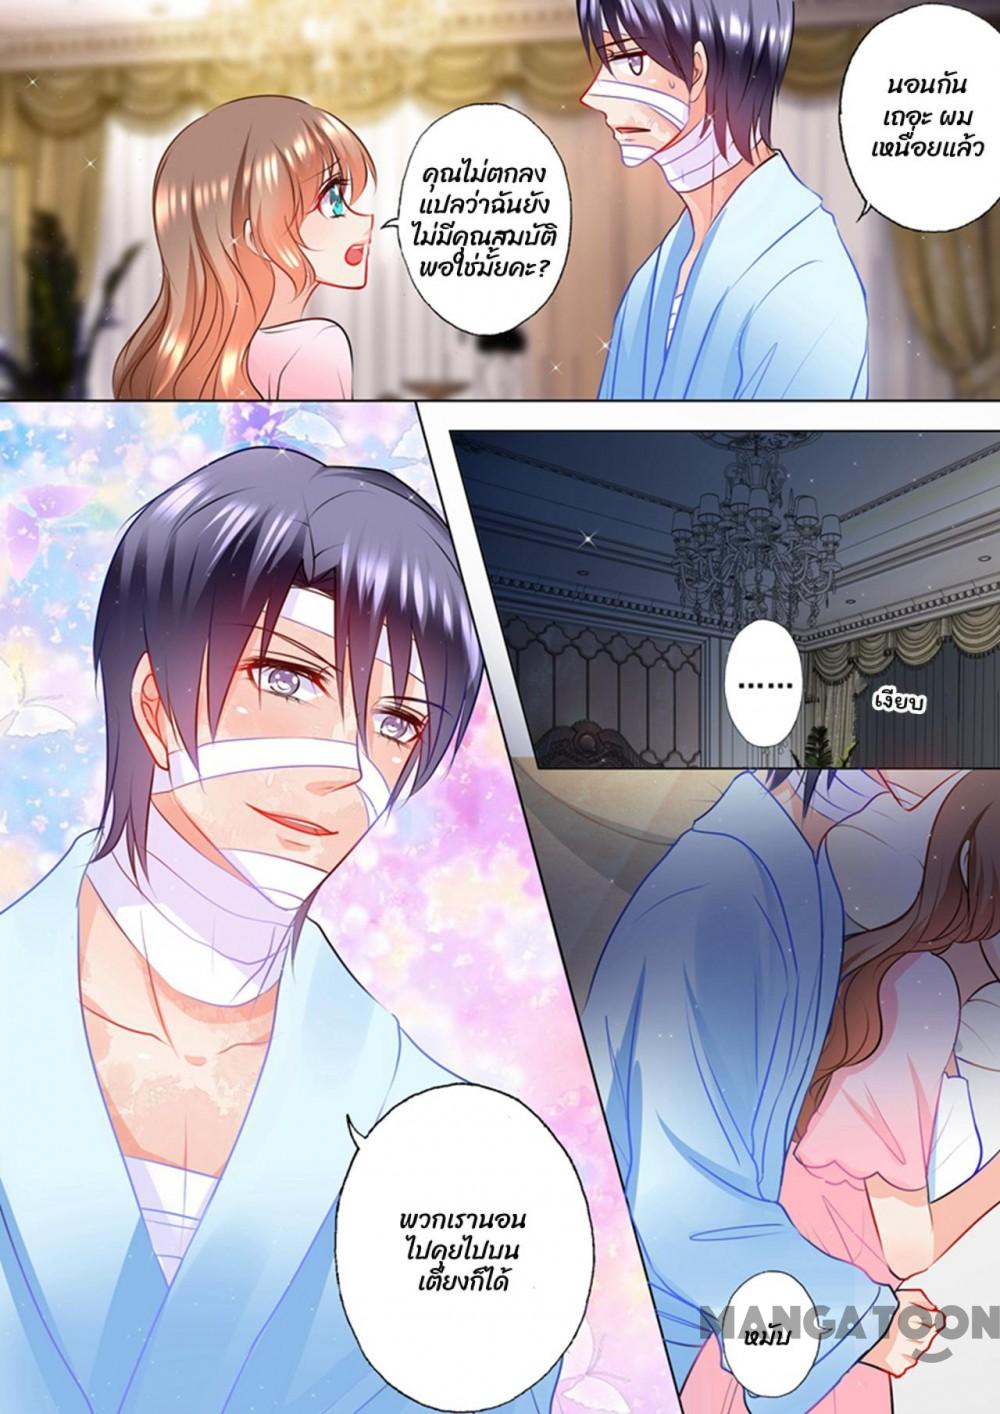 นอนกัน
เถอะ ผม
เหนื่อยแล้ว
คุณไม่ตกลง
แปลว่าฉันยัง
ไม่มีคุณสมบัติ
พอใช่มั้ยคะ?
.......
เงียบ
พวกเรานอน
ไปคุยไปบน
เตียงก็ได้
หมับ
MANGATOON